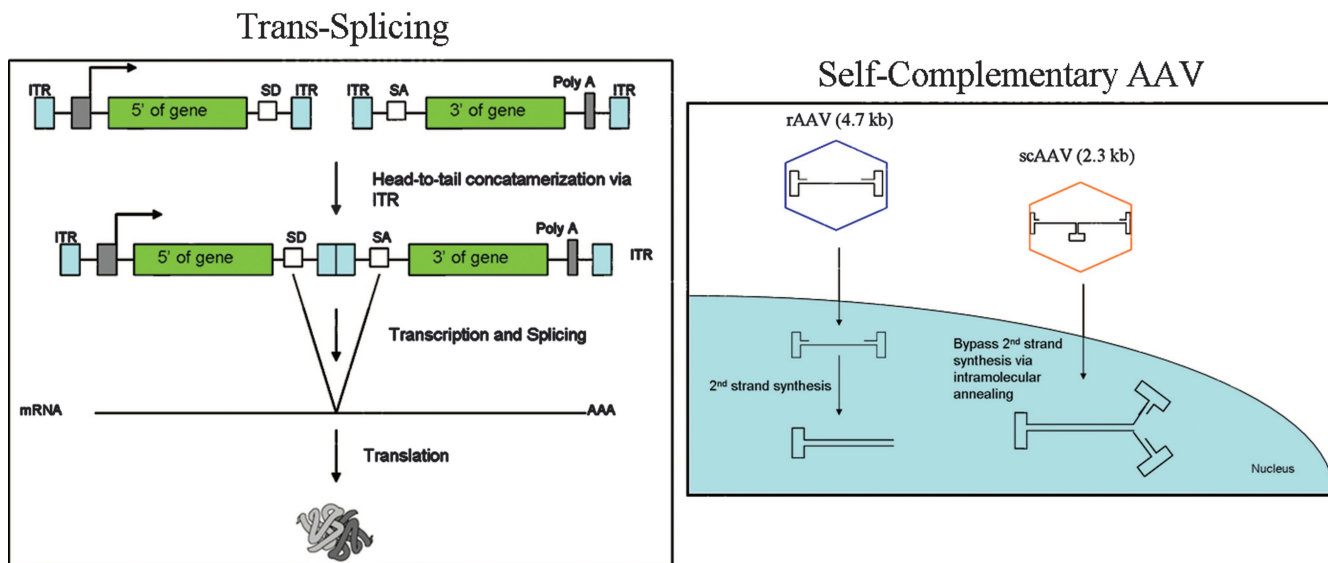 Trans-Splicing
ITR
SD
ITR
ITR
SA
Poly A
ITR
5' of gene
3' of gene
Head-to-tail concatamerization via
ITR
ITR
SD
SA
Poly A
ITR
5' of gene
3' of gene
Transcription and Splicing
mRNA
AAA
Translation
Self-Complementary AAV
rAAV (4.7 kb)
scAAV (2.3 kb)
2nd strand synthesis
Bypass 2nd strand
synthesis via
intramolecular
annealing
Nucleus